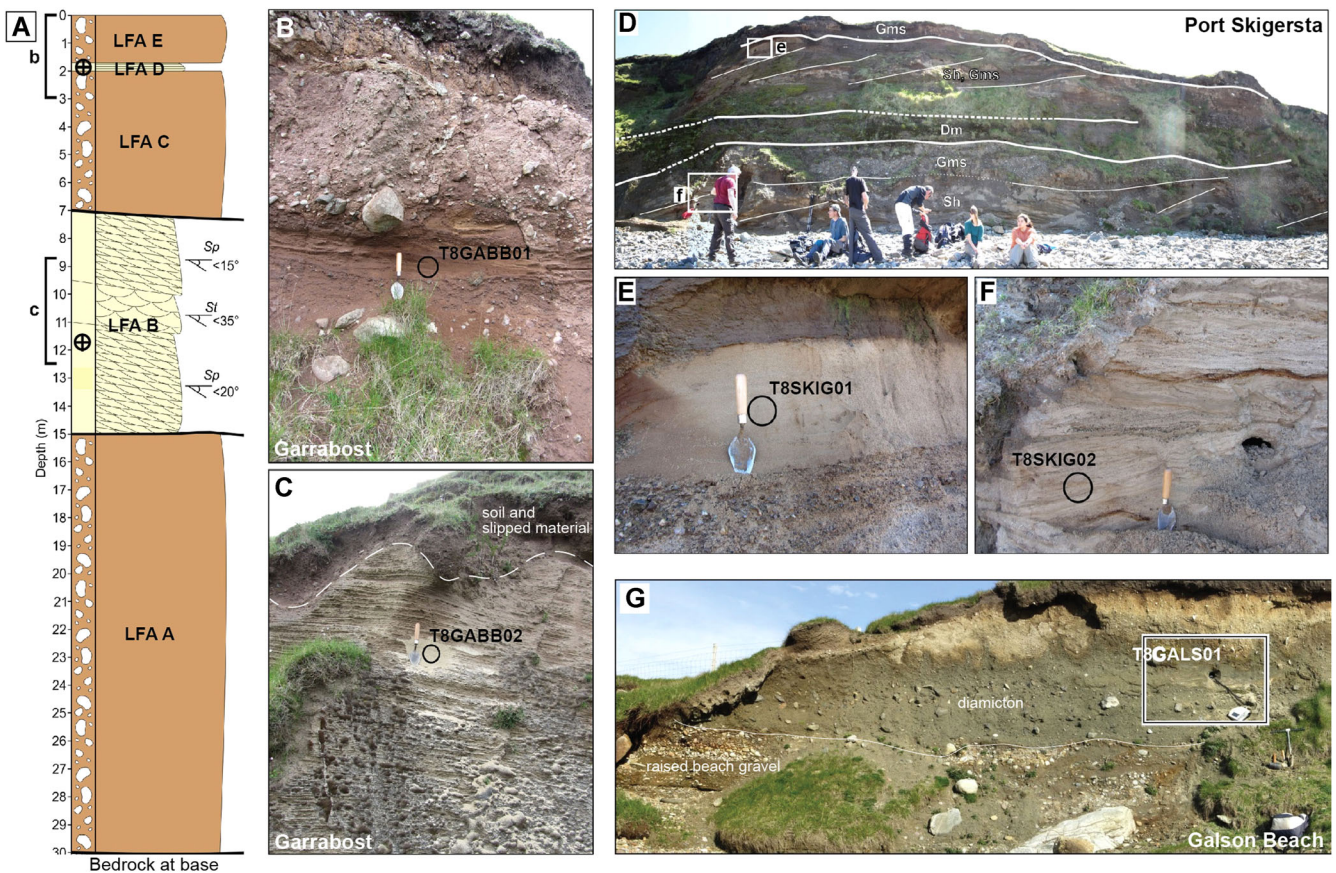 A
0
1
2
3
4
5
6
7
8
9
10
11
12
13
14
15
16
17
18
19
20
21
22
23
24
25
26
27
28
29
30
Depth (m)
b
c
LFA E
LFA D
LFA C
LFA B
LFA A
Sp
<15°
St
<35°
Sp
<20°
Bedrock at base
B
T8GABB01
Garrabost
C
soil and
slipped material
T8GABB02
Garrabost
D
Port Skigersta
Gms
e
Sh, Gms
Dm
Gms
f
Sh
E
T8SKIG01
F
T8SKIG02
G
T8GALS01
diamicton
raised beach gravel
Galson Beach